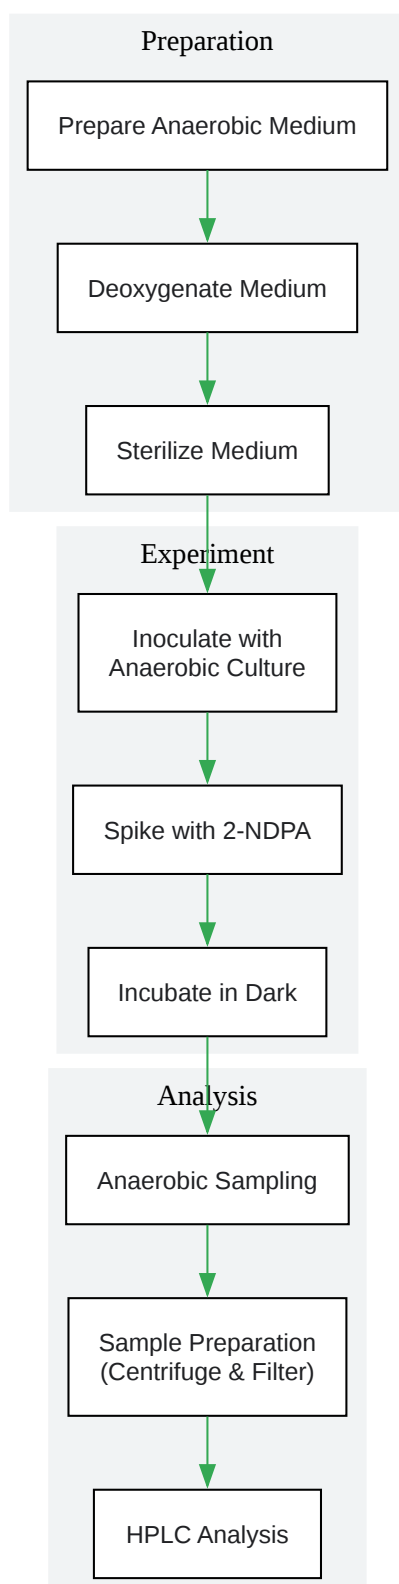 Preparation
Prepare Anaerobic Medium
Deoxygenate Medium
Sterilize Medium
Experiment
Inoculate with
Anaerobic Culture
Spike with 2-NDPA
Incubate in Dark
Analysis
Anaerobic Sampling
Sample Preparation
(Centrifuge & Filter)
HPLC Analysis